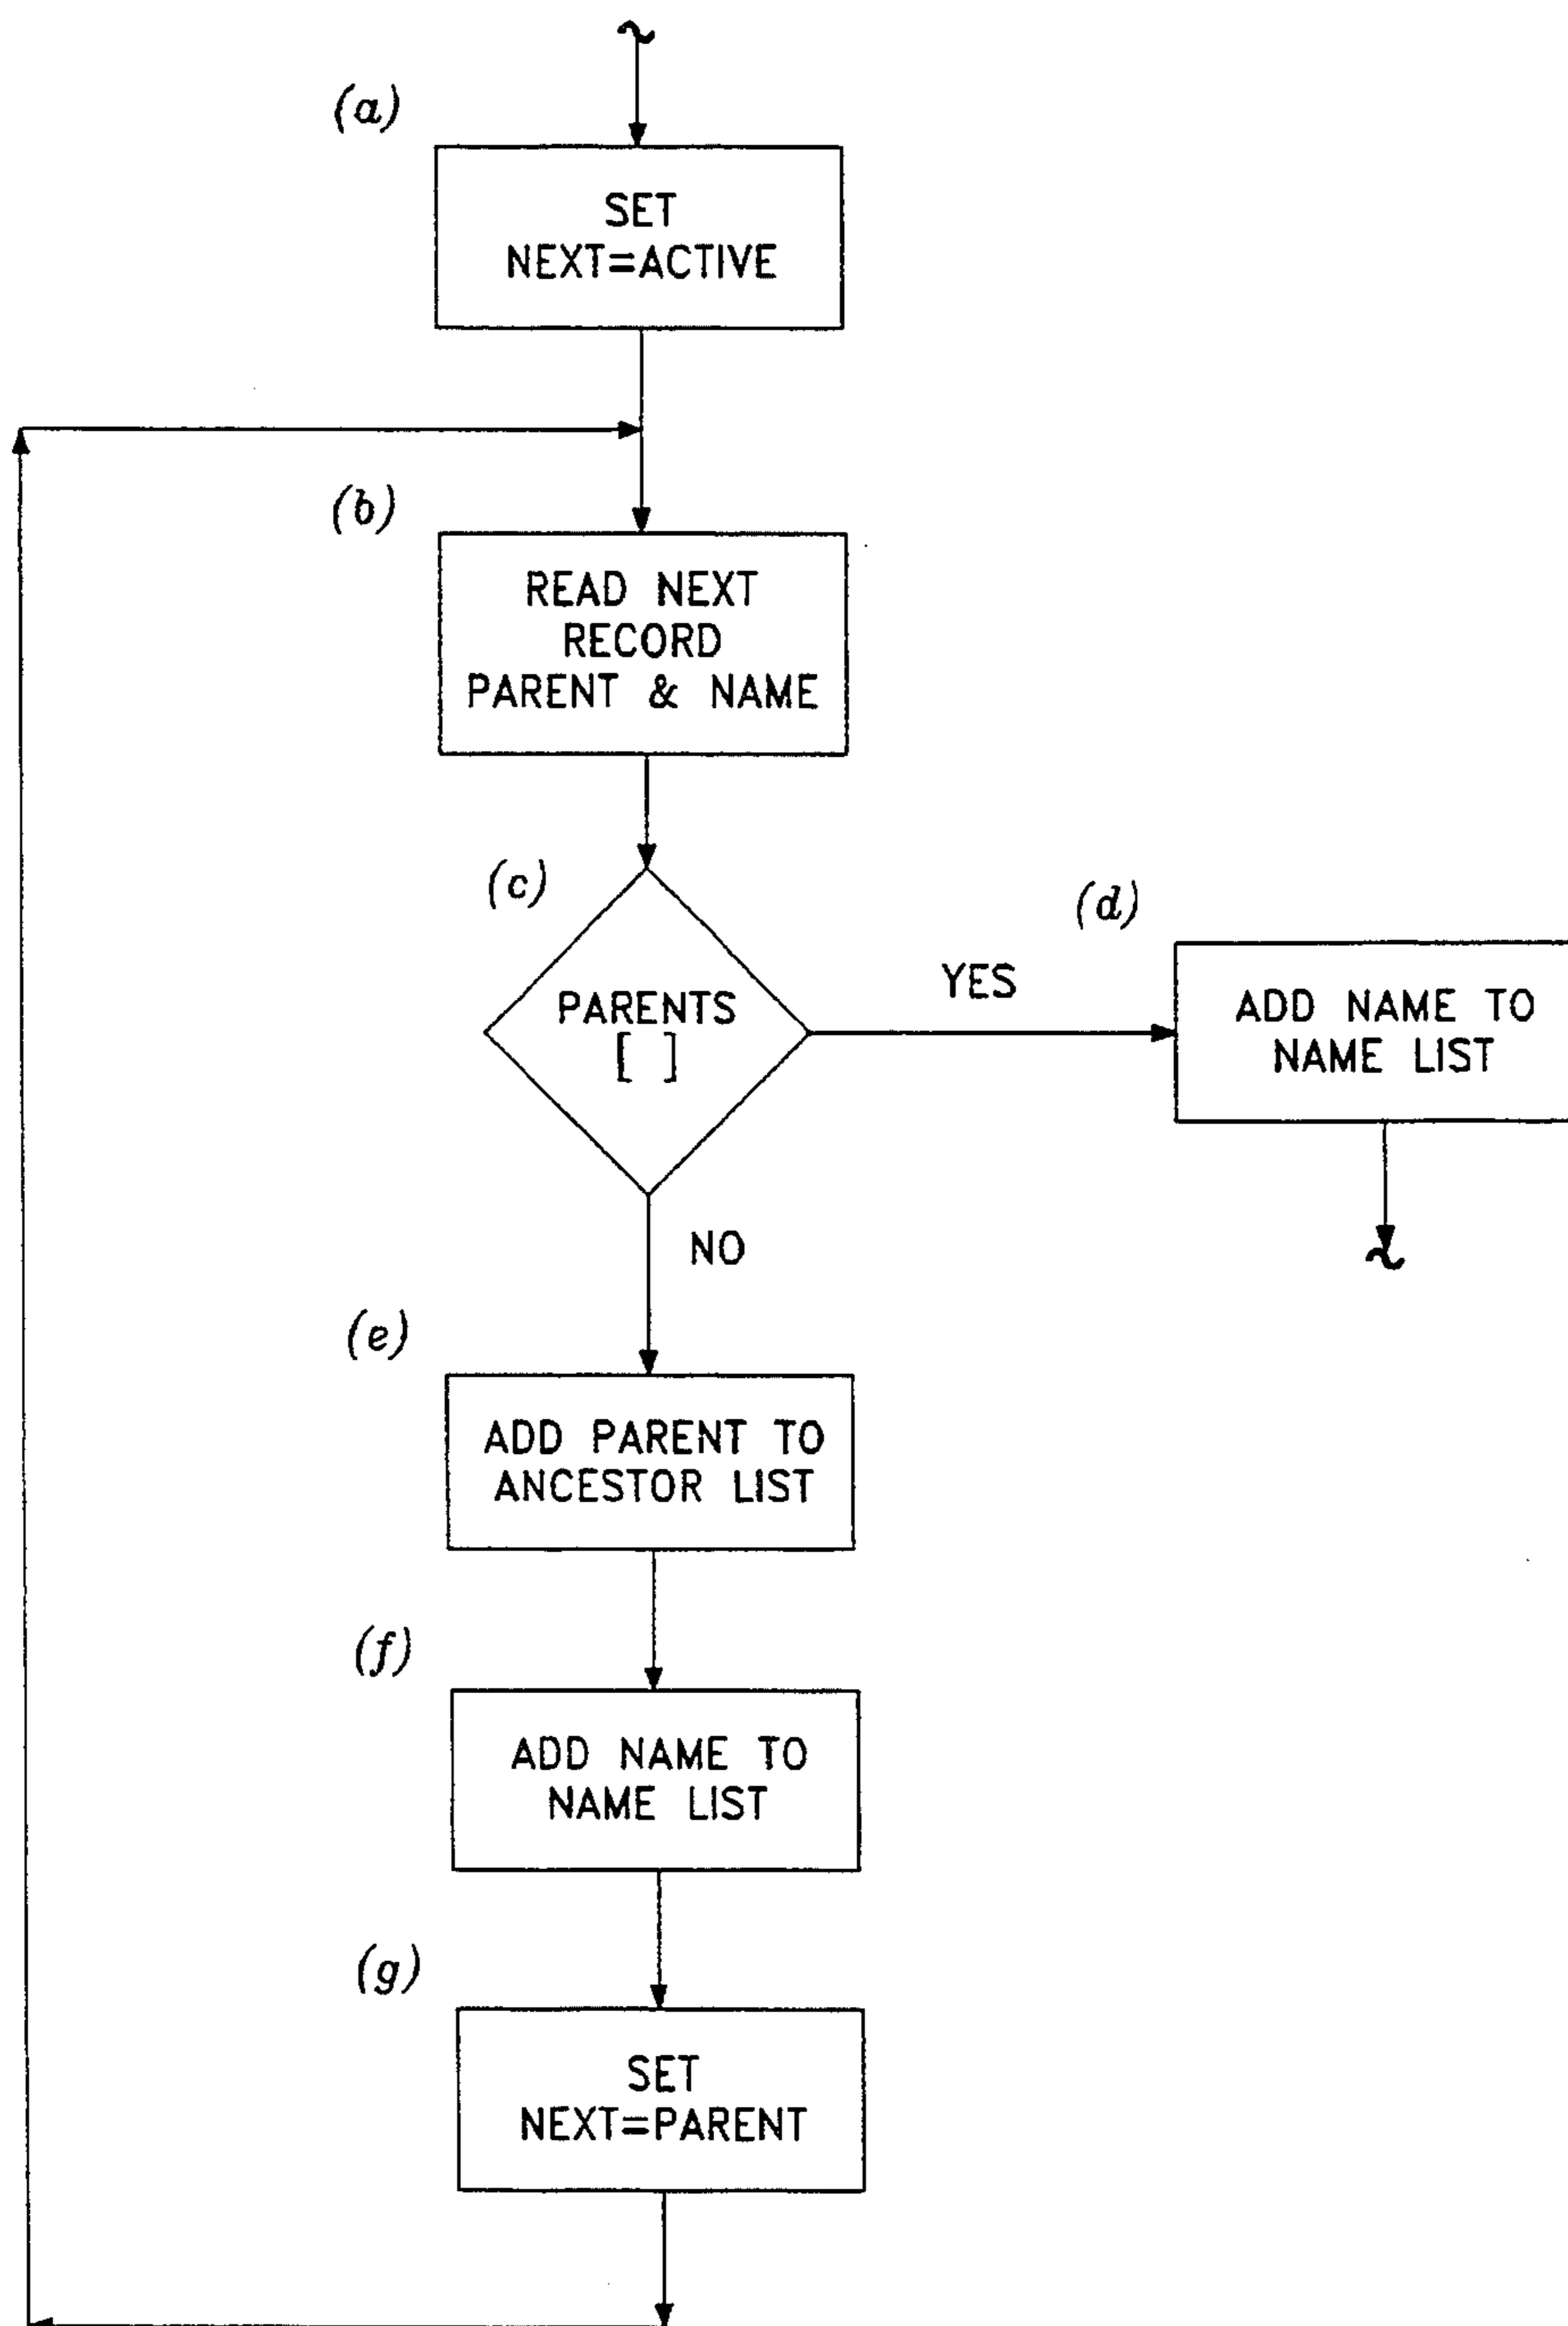 (a)
SET
NEXT=ACTIVE
(b)
READ NEXT
RECORD
PARENT & NAME
(c)
PARENTS
[ ]
YES
(d)
ADD NAME TO
NAME LIST
NO
(e)
ADD PARENT TO
ANCESTOR LIST
(f)
ADD NAME TO
NAME LIST
(g)
SET
NEXT=PARENT